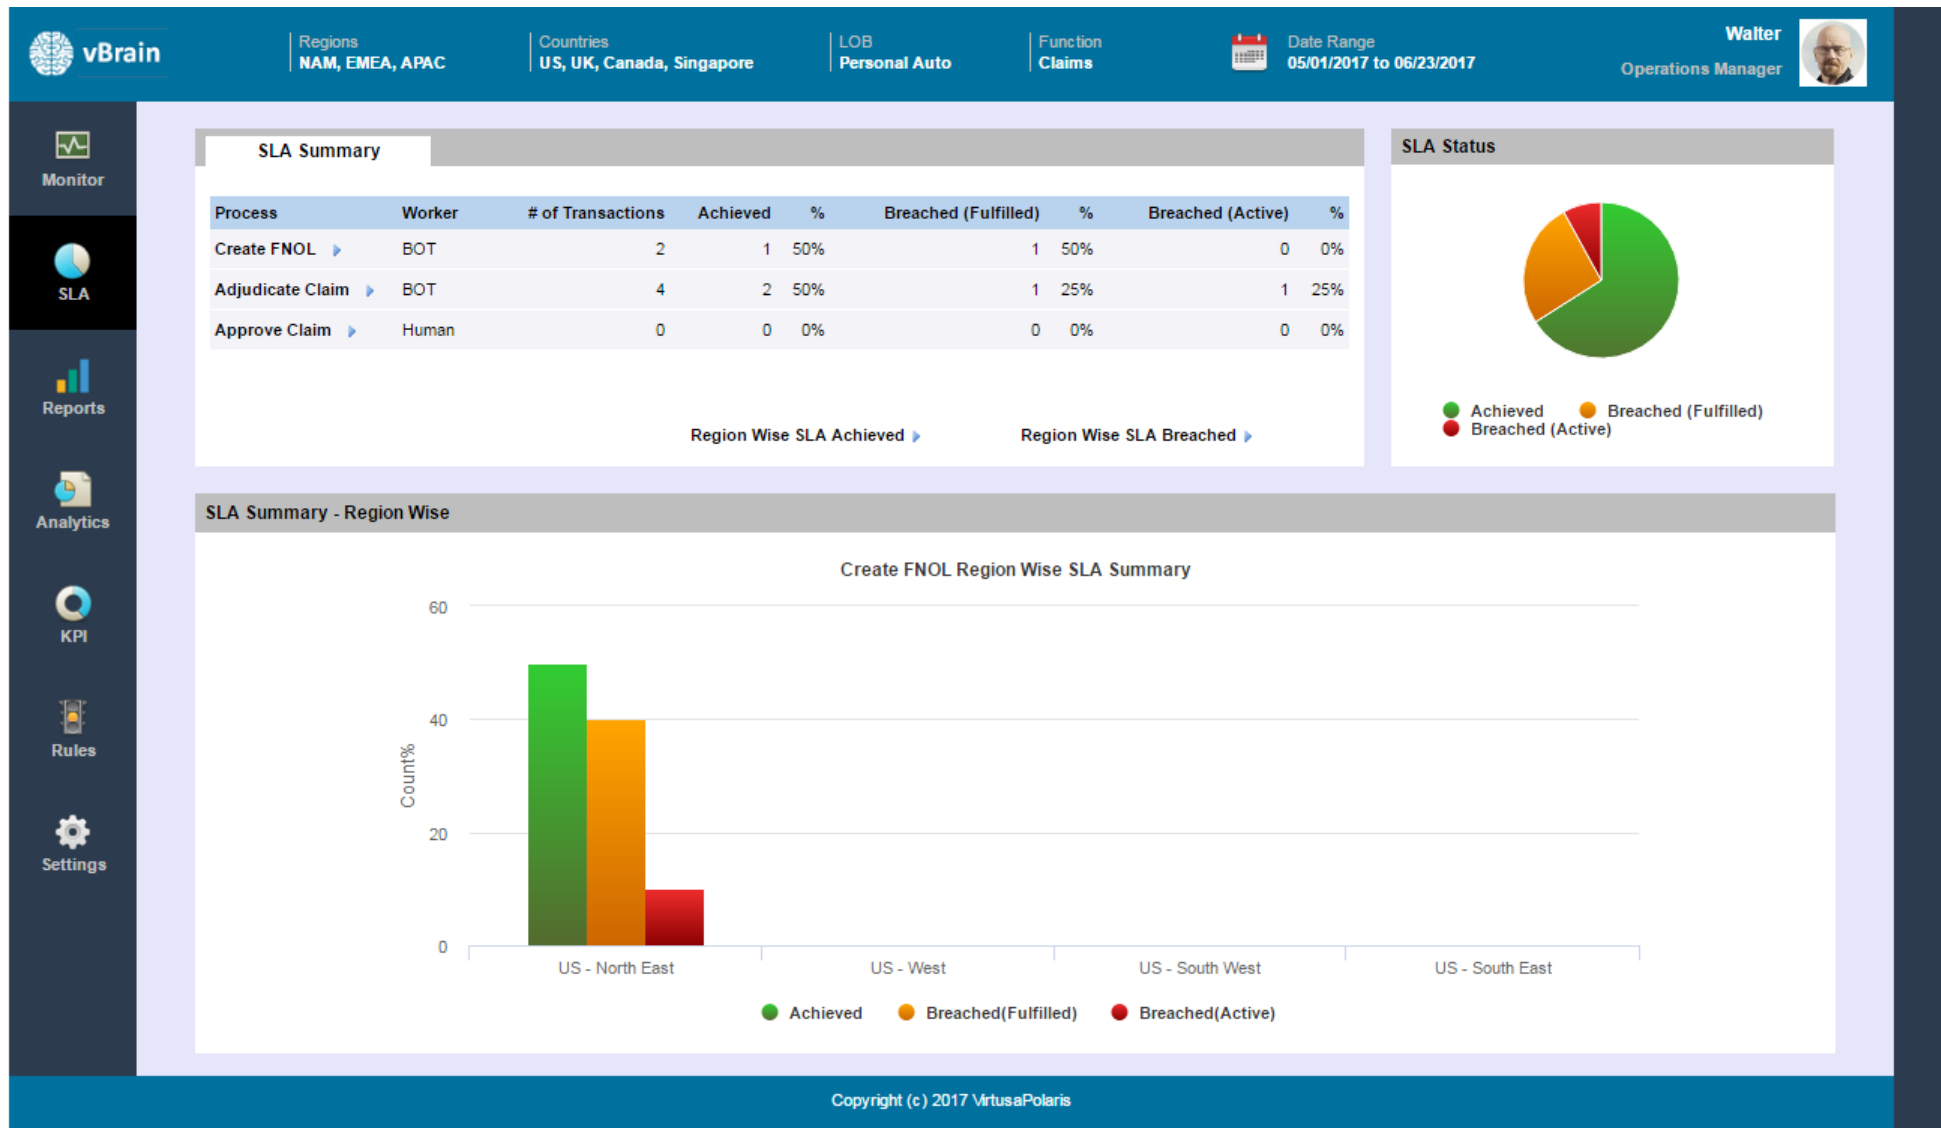 vBrain
Regions
NAM, EMEA, APAC
Countries
US, UK, Canada, Singapore
LOB
Personal Auto
Function
Claims
Date Range
05/01/2017 to 06/23/2017
Walter
Operations Manager
Monitor
SLA
Reports
Analytics
KPI
Rules
Settings
SLA Summary
Process Worker # of Transactions Achieved % Breached (Fulfilled) % Breached (Active) %
Create FNOL BOT 2 1 50% 1 50% 0 0%
Adjudicate Claim BOT 4 2 50% 1 25% 1 25%
Approve Claim Human 0 0 0% 0 0% 0 0%
Region Wise SLA Achieved Region Wise SLA Breached
SLA Status
Achieved Breached (Fulfilled)
Breached (Active)
SLA Summary - Region Wise
Create FNOL Region Wise SLA Summary
Count%
60
40
20
0
US - North East US - West US - South West US - South East
Achieved Breached(Fulfilled) Breached(Active)
Copyright (c) 2017 VirtusaPolaris